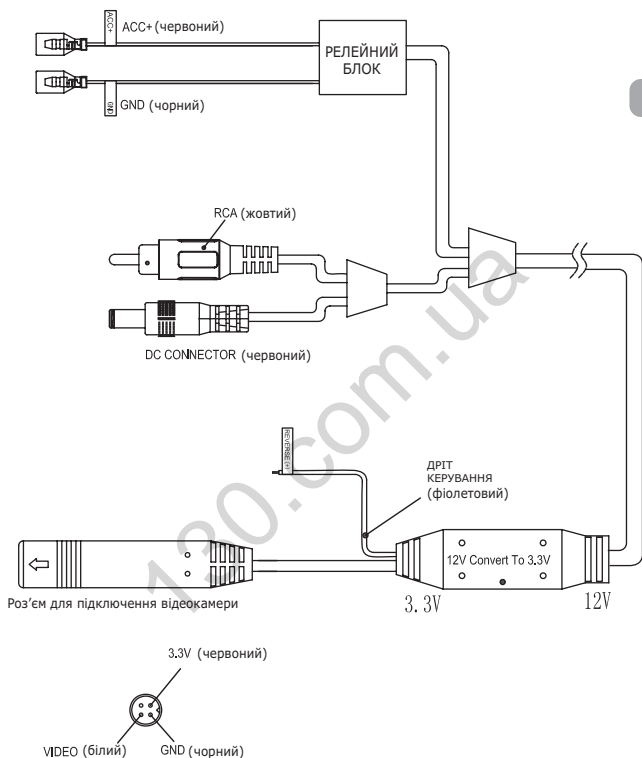 ACC+
ACC+ (червоний)
РЕЛЕЙНИЙ
БЛОК
GND
GND (чорний)
RCA (жовтий)
DC CONNECTOR (червоний)
REVERSE(+)
ДРІТ
КЕРУВАННЯ
(фіолетовий)
12V Convert To 3.3V
3.3V
12V
Роз’єм для підключення відеокамери
3.3V (червоний)
VIDEO (білий)
GND (чорний)
130.com.ua